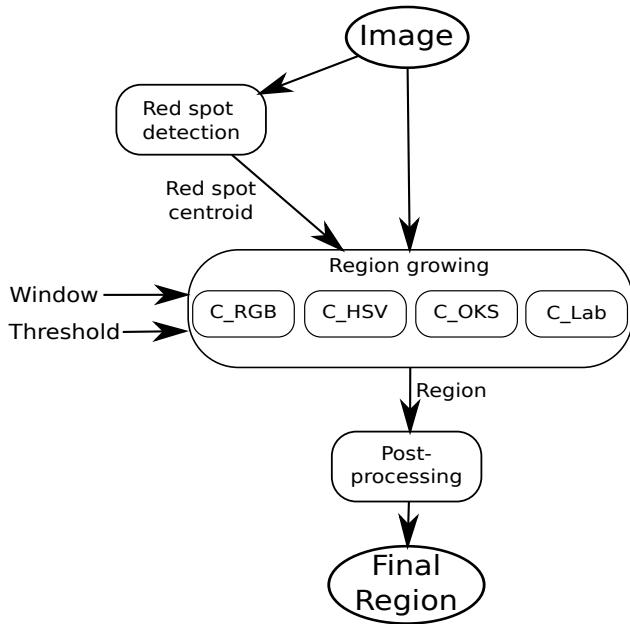 Image
Red spot
detection
Red spot
centroid
Region growing
Window
Threshold
C_RGB
C_HSV
C_OKS
C_Lab
Region
Post-
processing
Final
Region